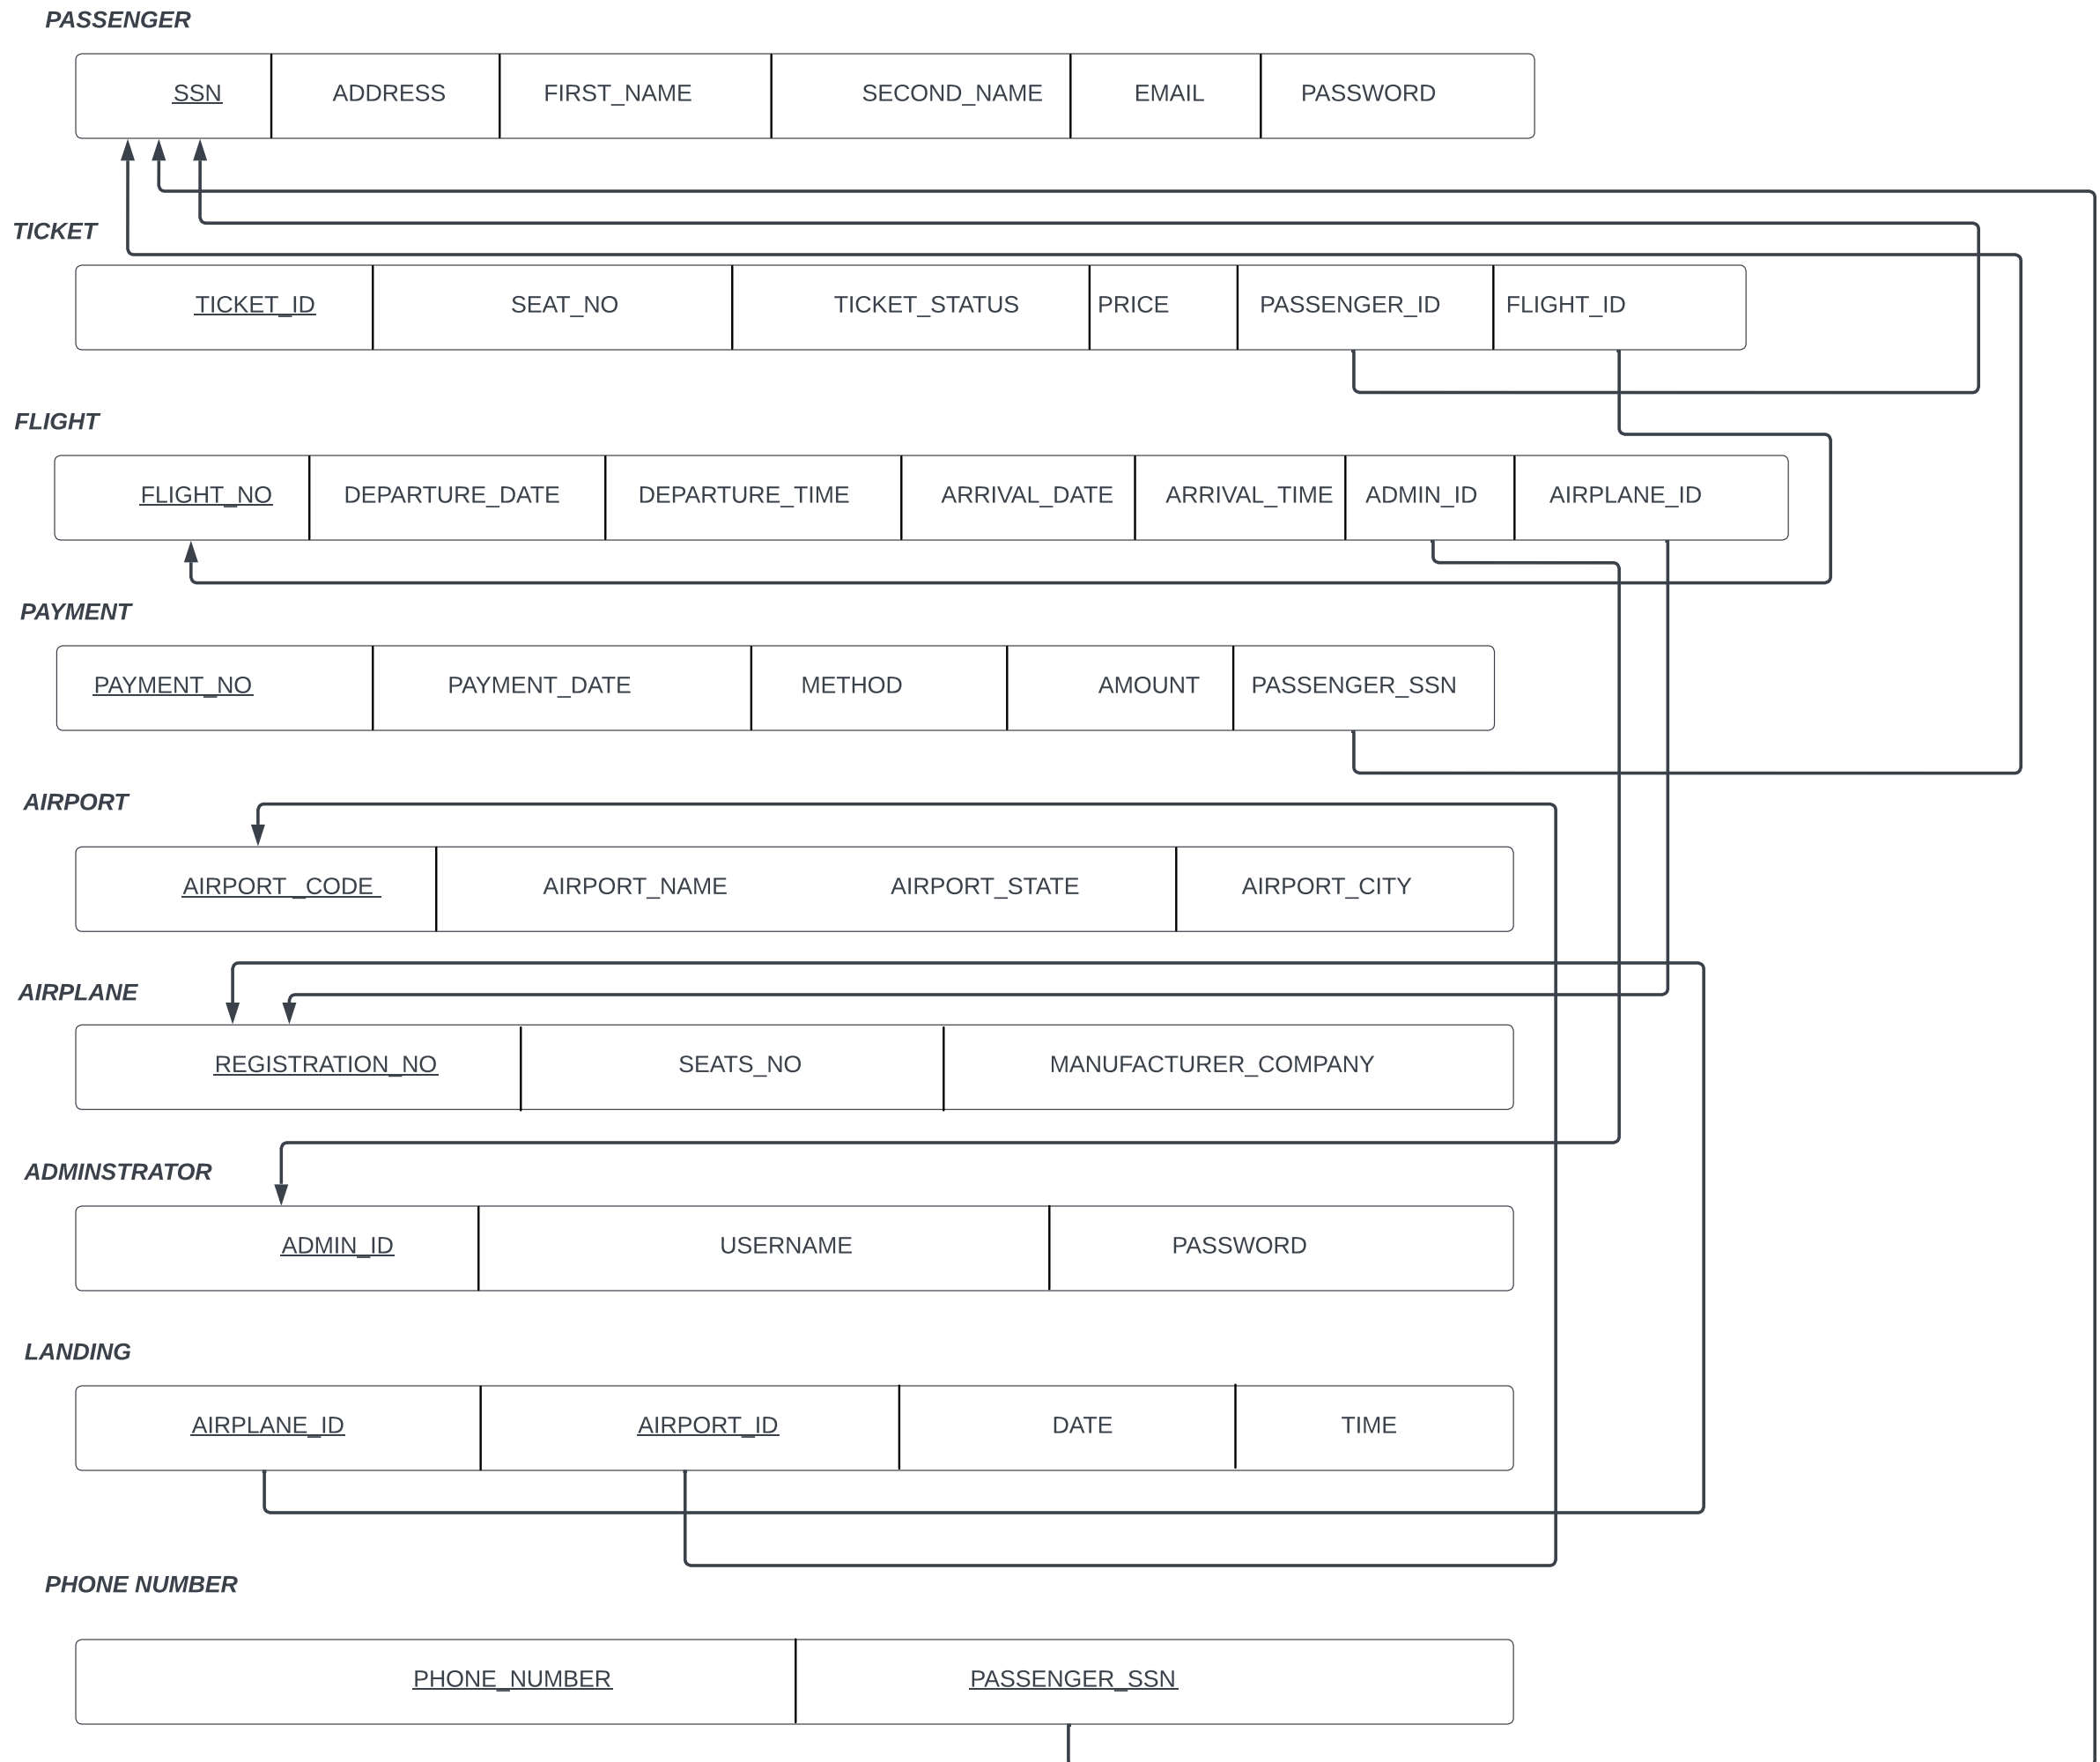 PASSENGER
SSN ADDRESS FIRST_NAME SECOND_NAME EMAIL PASSWORD
TICKET
TICKET_ID SEAT_NO TICKET_STATUS PRICE PASSENGER_ID FLIGHT_ID
FLIGHT
FLIGHT_NO DEPARTURE_DATE DEPARTURE_TIME ARRIVAL_DATE ARRIVAL_TIME ADMIN_ID AIRPLANE_ID
PAYMENT
PAYMENT_NO PAYMENT_DATE METHOD AMOUNT PASSENGER_SSN
AIRPORT
AIRPORT_CODE AIRPORT_NAME AIRPORT_STATE AIRPORT_CITY
AIRPLANE
REGISTRATION_NO SEATS_NO MANUFACTURER_COMPANY
ADMINSTRATOR
ADMIN_ID USERNAME PASSWORD
LANDING
AIRPLANE_ID AIRPORT_ID DATE TIME
PHONE NUMBER
PHONE_NUMBER PASSENGER_SSN